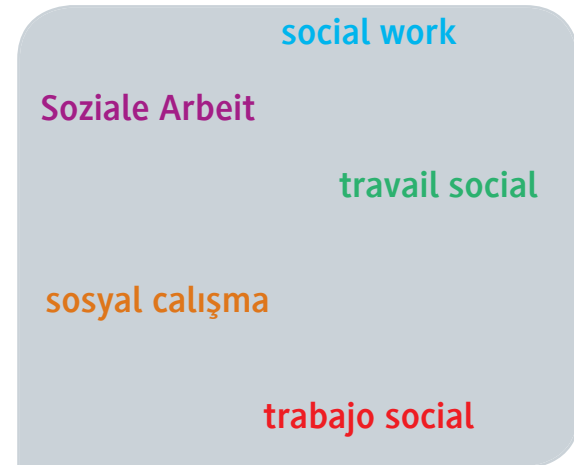 social work
Soziale Arbeit
travail social
sosyal calışma
trabajo social